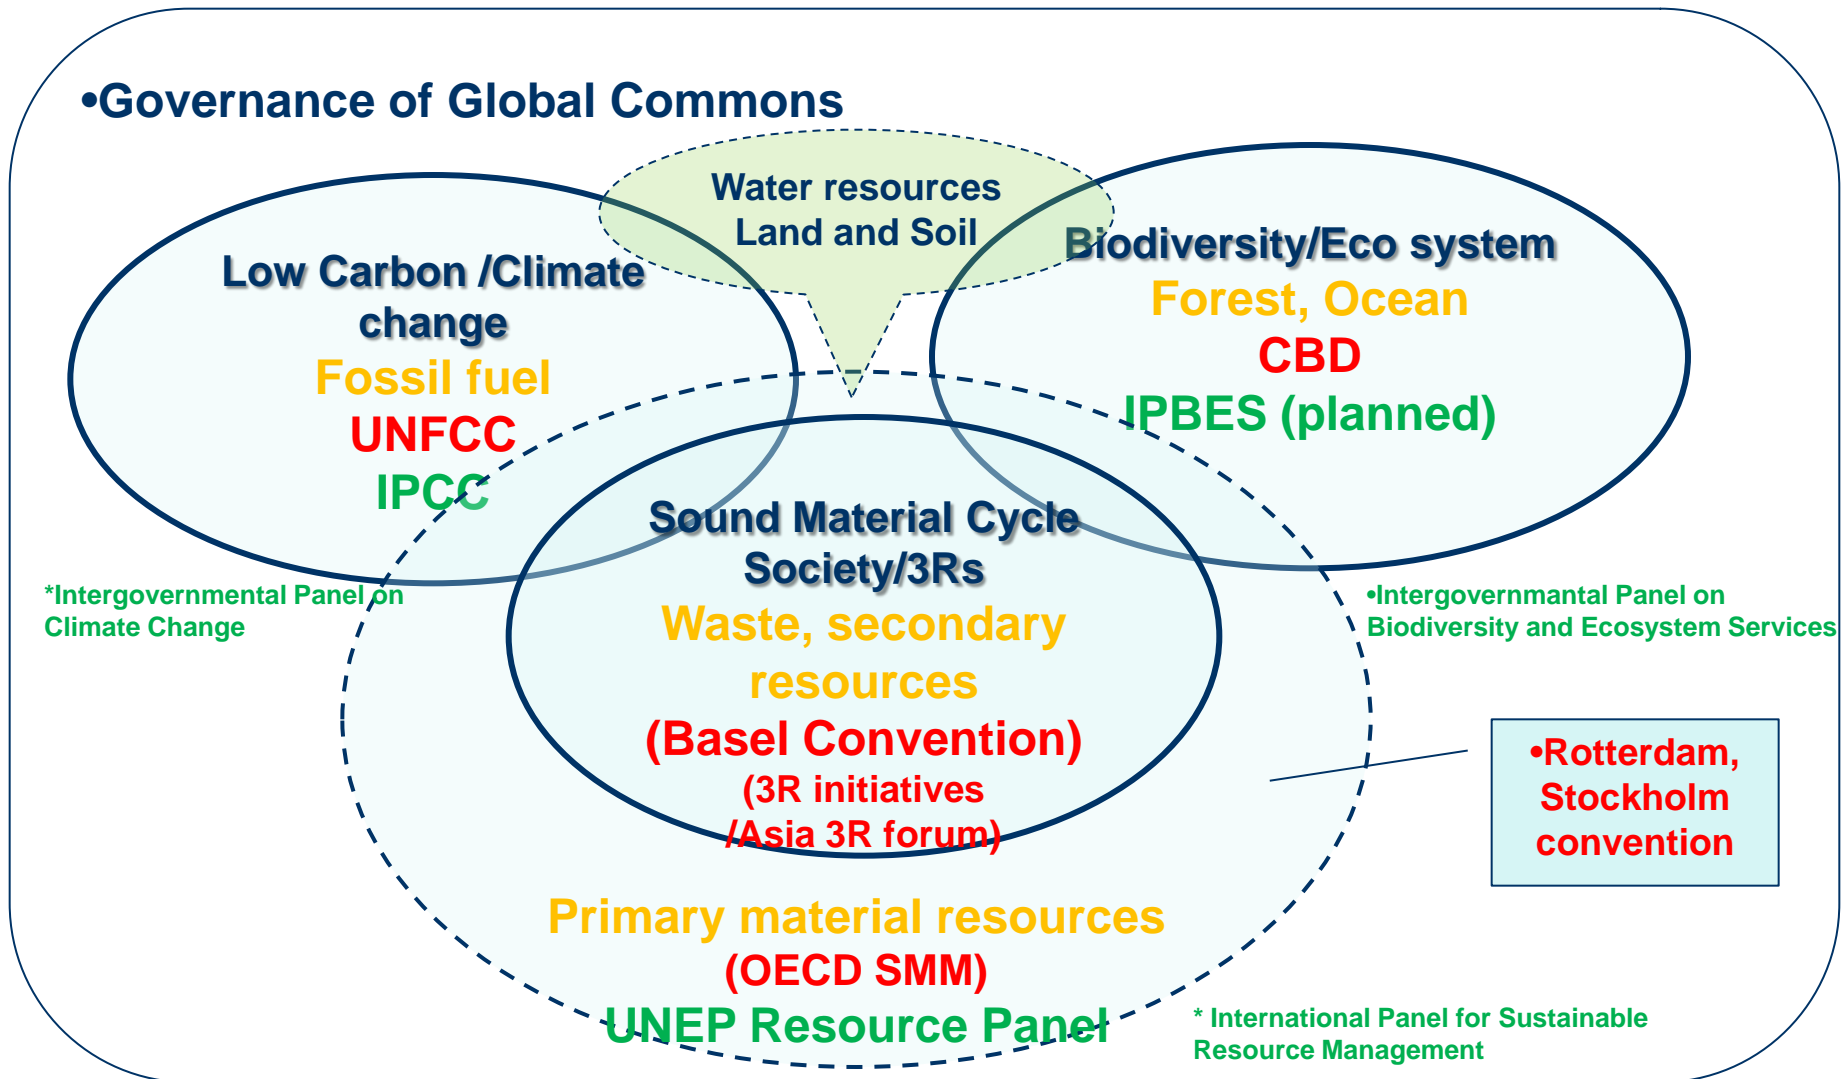 •Governance of Global Commons
Water resources
Land and Soil
Low Carbon /Climate
change
Fossil fuel
UNFCC
IPCC
Biodiversity/Eco system
Forest, Ocean
CBD
IPBES (planned)
Sound Material Cycle
Society/3Rs
Waste, secondary
resources
(Basel Convention)
(3R initiatives
/Asia 3R forum)
*Intergovernmental Panel on
Climate Change
•Intergovernmantal Panel on
Biodiversity and Ecosystem Services
•Rotterdam,
Stockholm
convention
Primary material resources
(OECD SMM)
UNEP Resource Panel
* International Panel for Sustainable
Resource Management